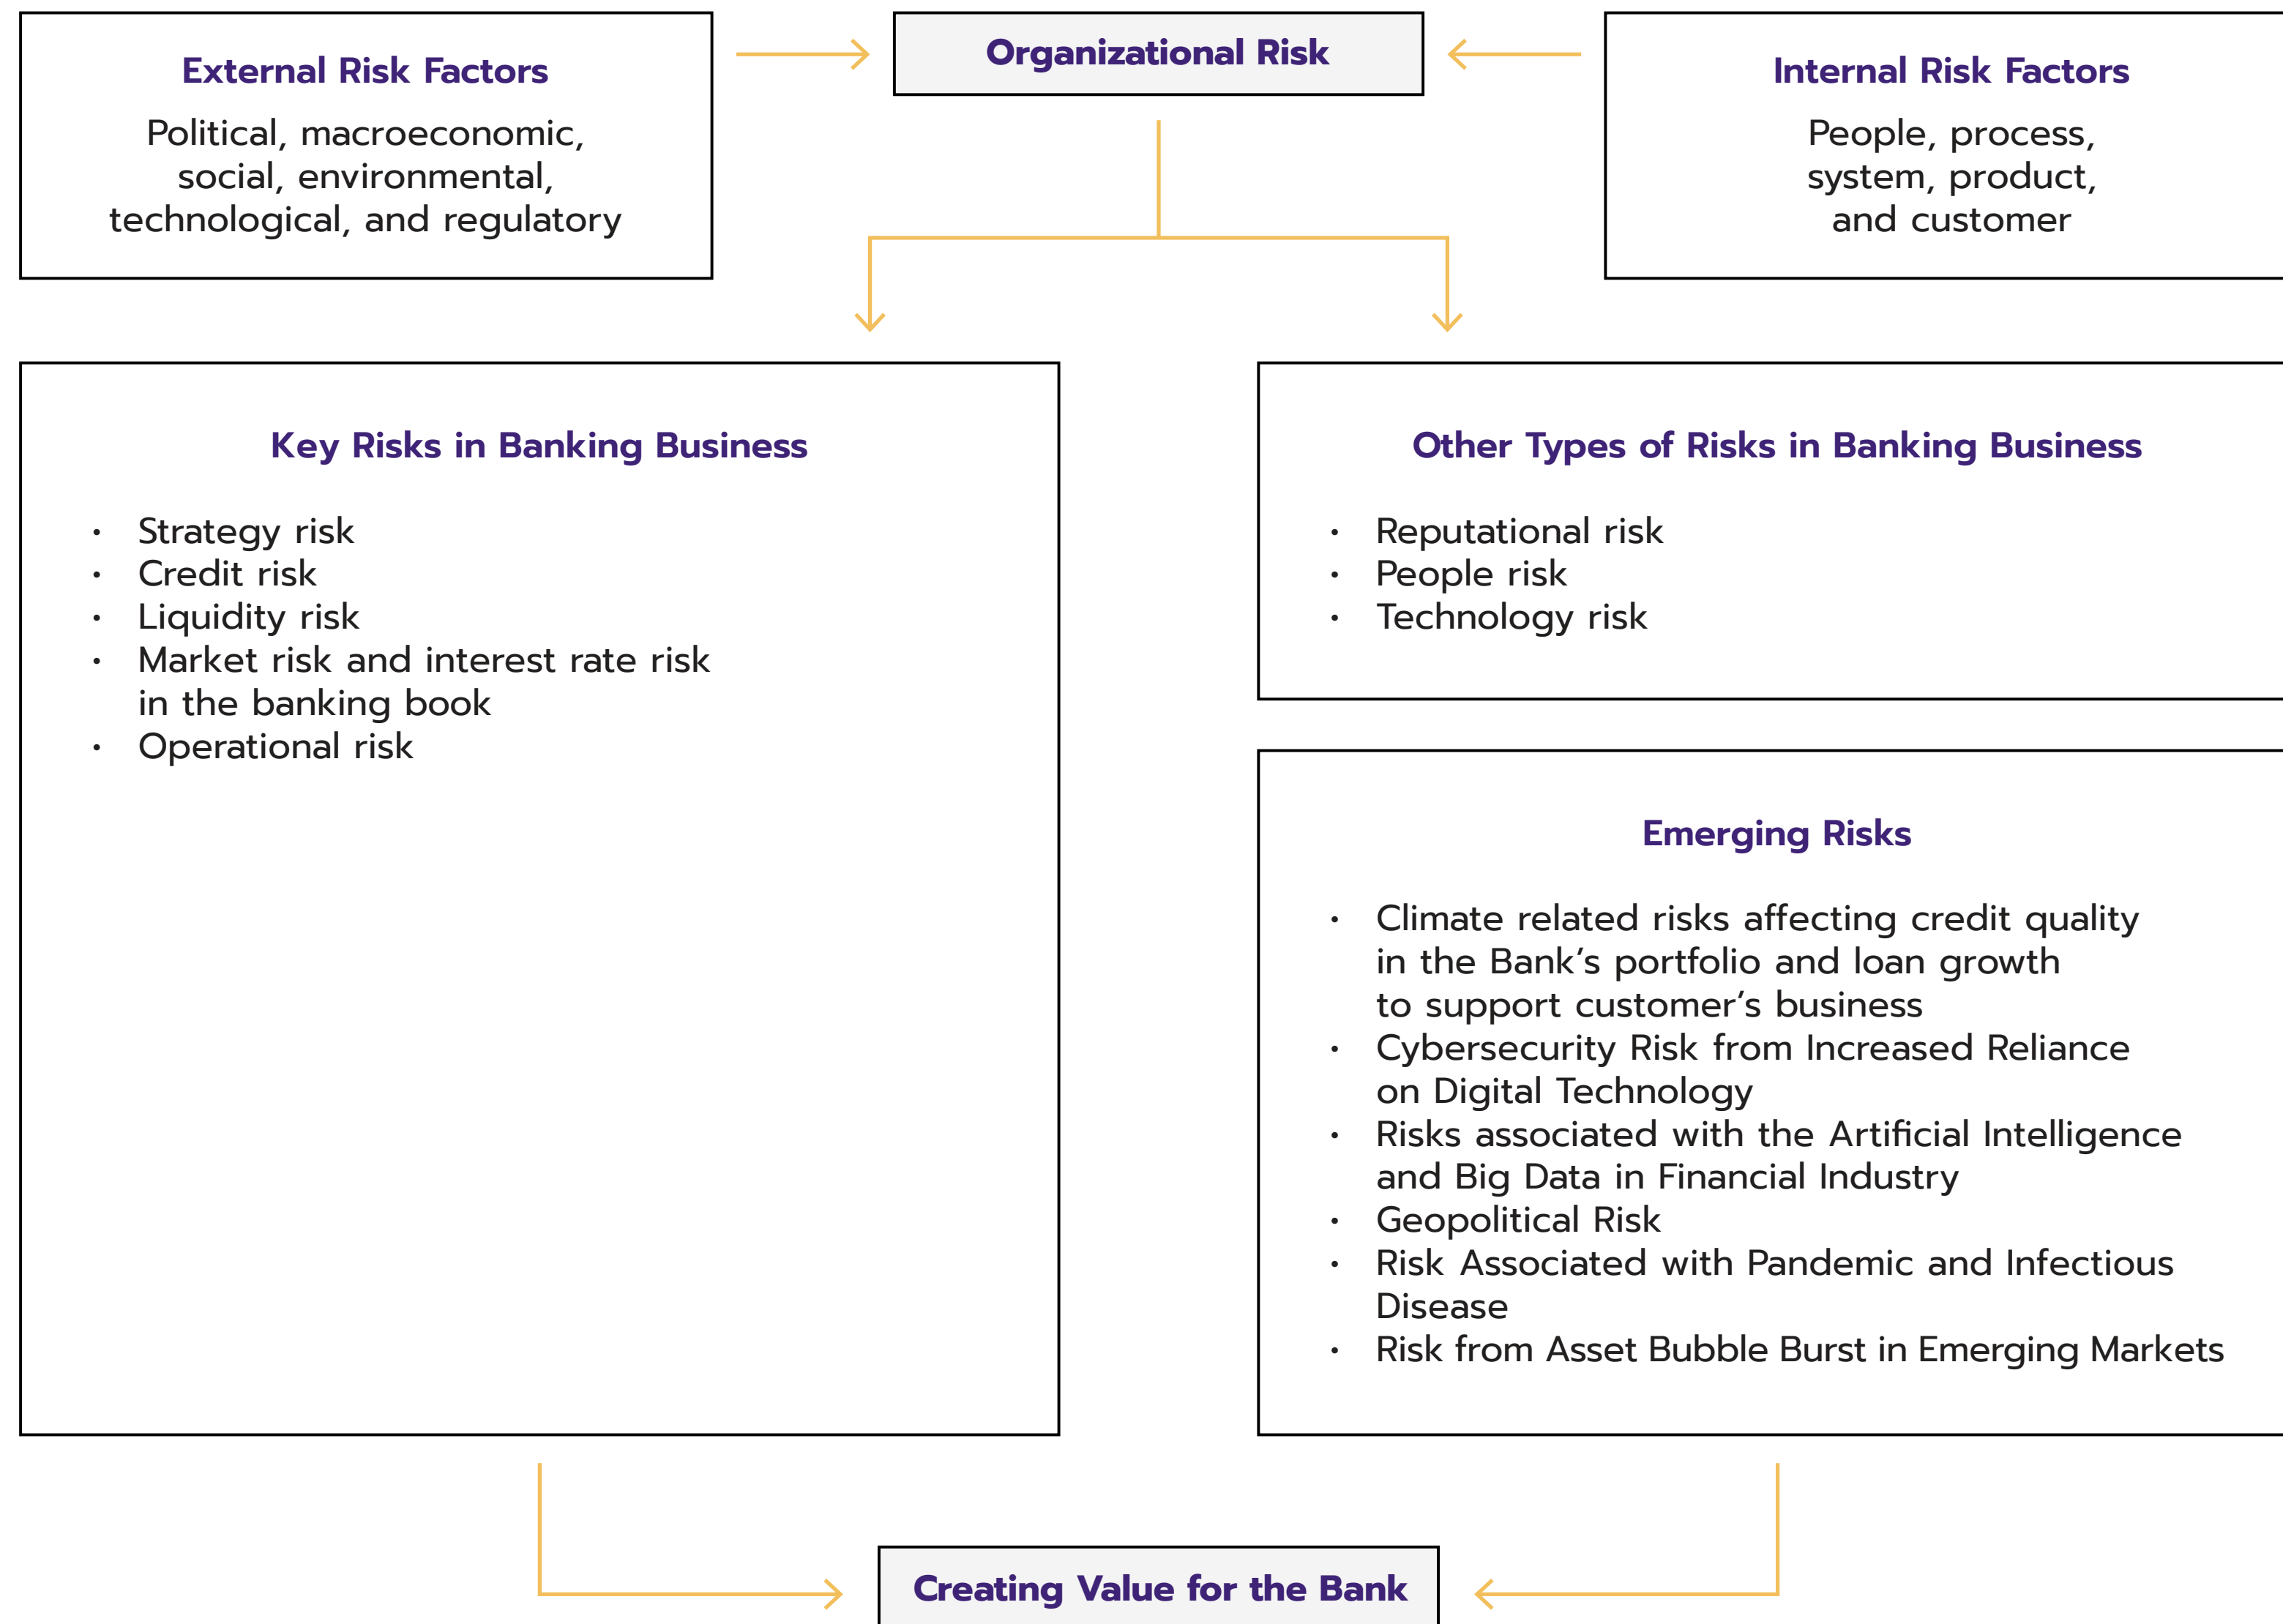 External Risk Factors
Political, macroeconomic,
social, environmental,
technological, and regulatory
Organizational Risk
Internal Risk Factors
People, process,
system, product,
and customer
Key Risks in Banking Business
• Strategy risk
• Credit risk
• Liquidity risk
• Market risk and interest rate risk
in the banking book
• Operational risk
Other Types of Risks in Banking Business
• Reputational risk
• People risk
• Technology risk
Emerging Risks
• Climate related risks affecting credit quality
in the Bank’s portfolio and loan growth
to support customer’s business
• Cybersecurity Risk from Increased Reliance
on Digital Technology
• Risks associated with the Artificial Intelligence
and Big Data in Financial Industry
• Geopolitical Risk
• Risk Associated with Pandemic and Infectious
Disease
• Risk from Asset Bubble Burst in Emerging Markets
Creating Value for the Bank